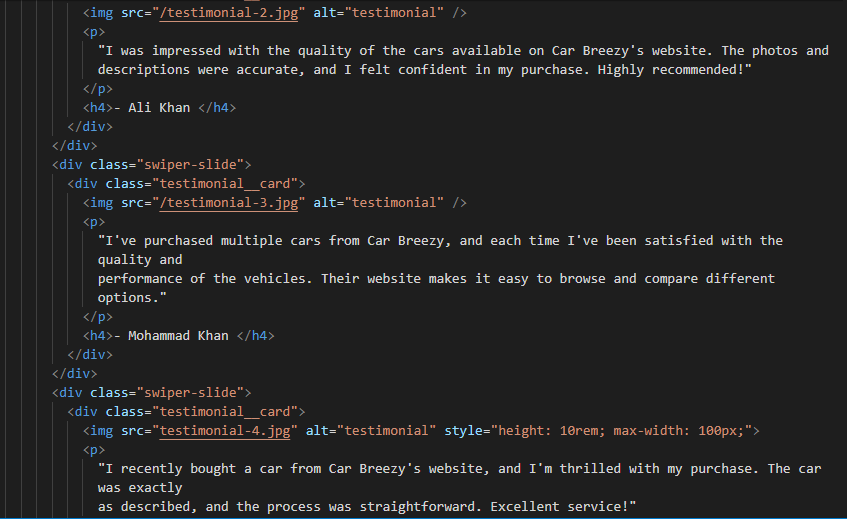 <img src="/testimonial-2.jpg" alt="testimonial" />
<p>
"I was impressed with the quality of the cars available on Car Breezy's website. The photos and
descriptions were accurate, and I felt confident in my purchase. Highly recommended!"
</p>
<h4>- Ali Khan </h4>
</div>
</div>
<div class="swiper-slide">
<div class="testimonial__card">
<img src="/testimonial-3.jpg" alt="testimonial" />
<p>
"I've purchased multiple cars from Car Breezy, and each time I've been satisfied with the
quality and
performance of the vehicles. Their website makes it easy to browse and compare different
options."
</p>
<h4>- Mohammad Khan </h4>
</div>
</div>
<div class="swiper-slide">
<div class="testimonial__card">
<img src="testimonial-4.jpg" alt="testimonial" style="height: 10rem; max-width: 100px;">
<p>
"I recently bought a car from Car Breezy's website, and I'm thrilled with my purchase. The car
was exactly
as described, and the process was straightforward. Excellent service!"